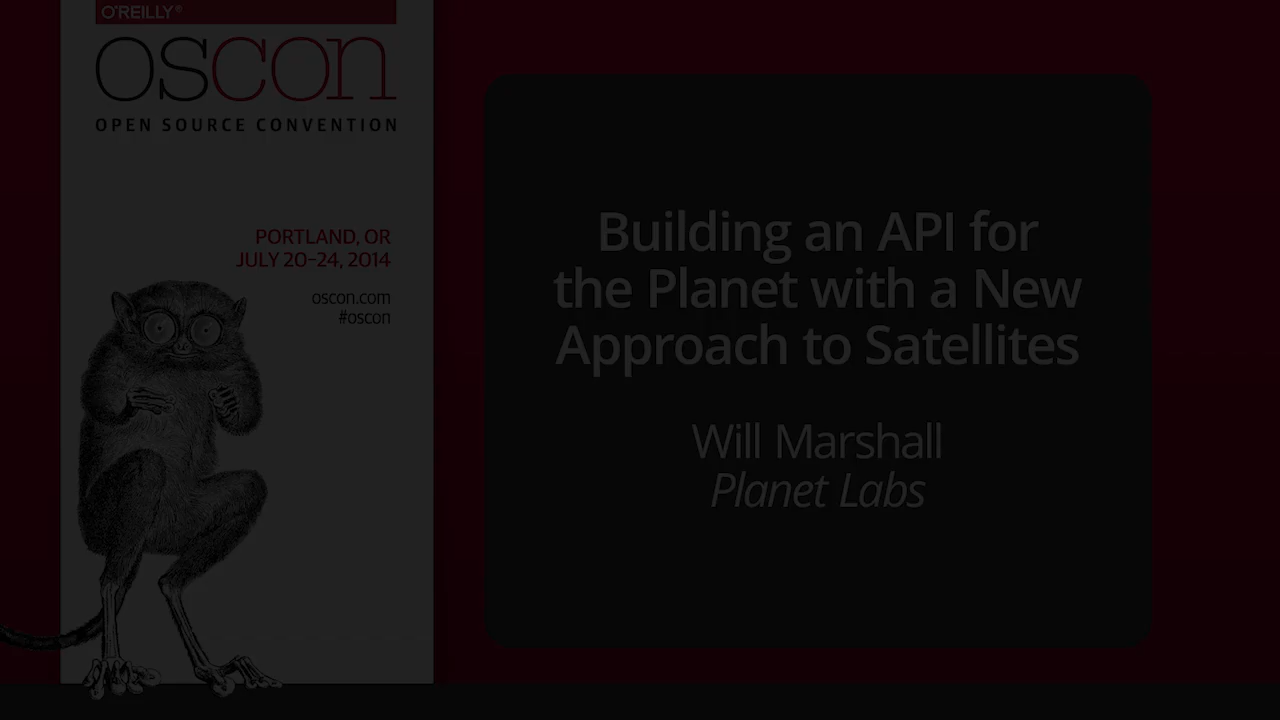 O'REILLY®
oscon
OPEN SOURCE CONVENTION
PORTLAND, OR
JULY 20–24, 2014
oscon.com
#oscon
Building an API for
the Planet with a New
Approach to Satellites
Will Marshall
Planet Labs